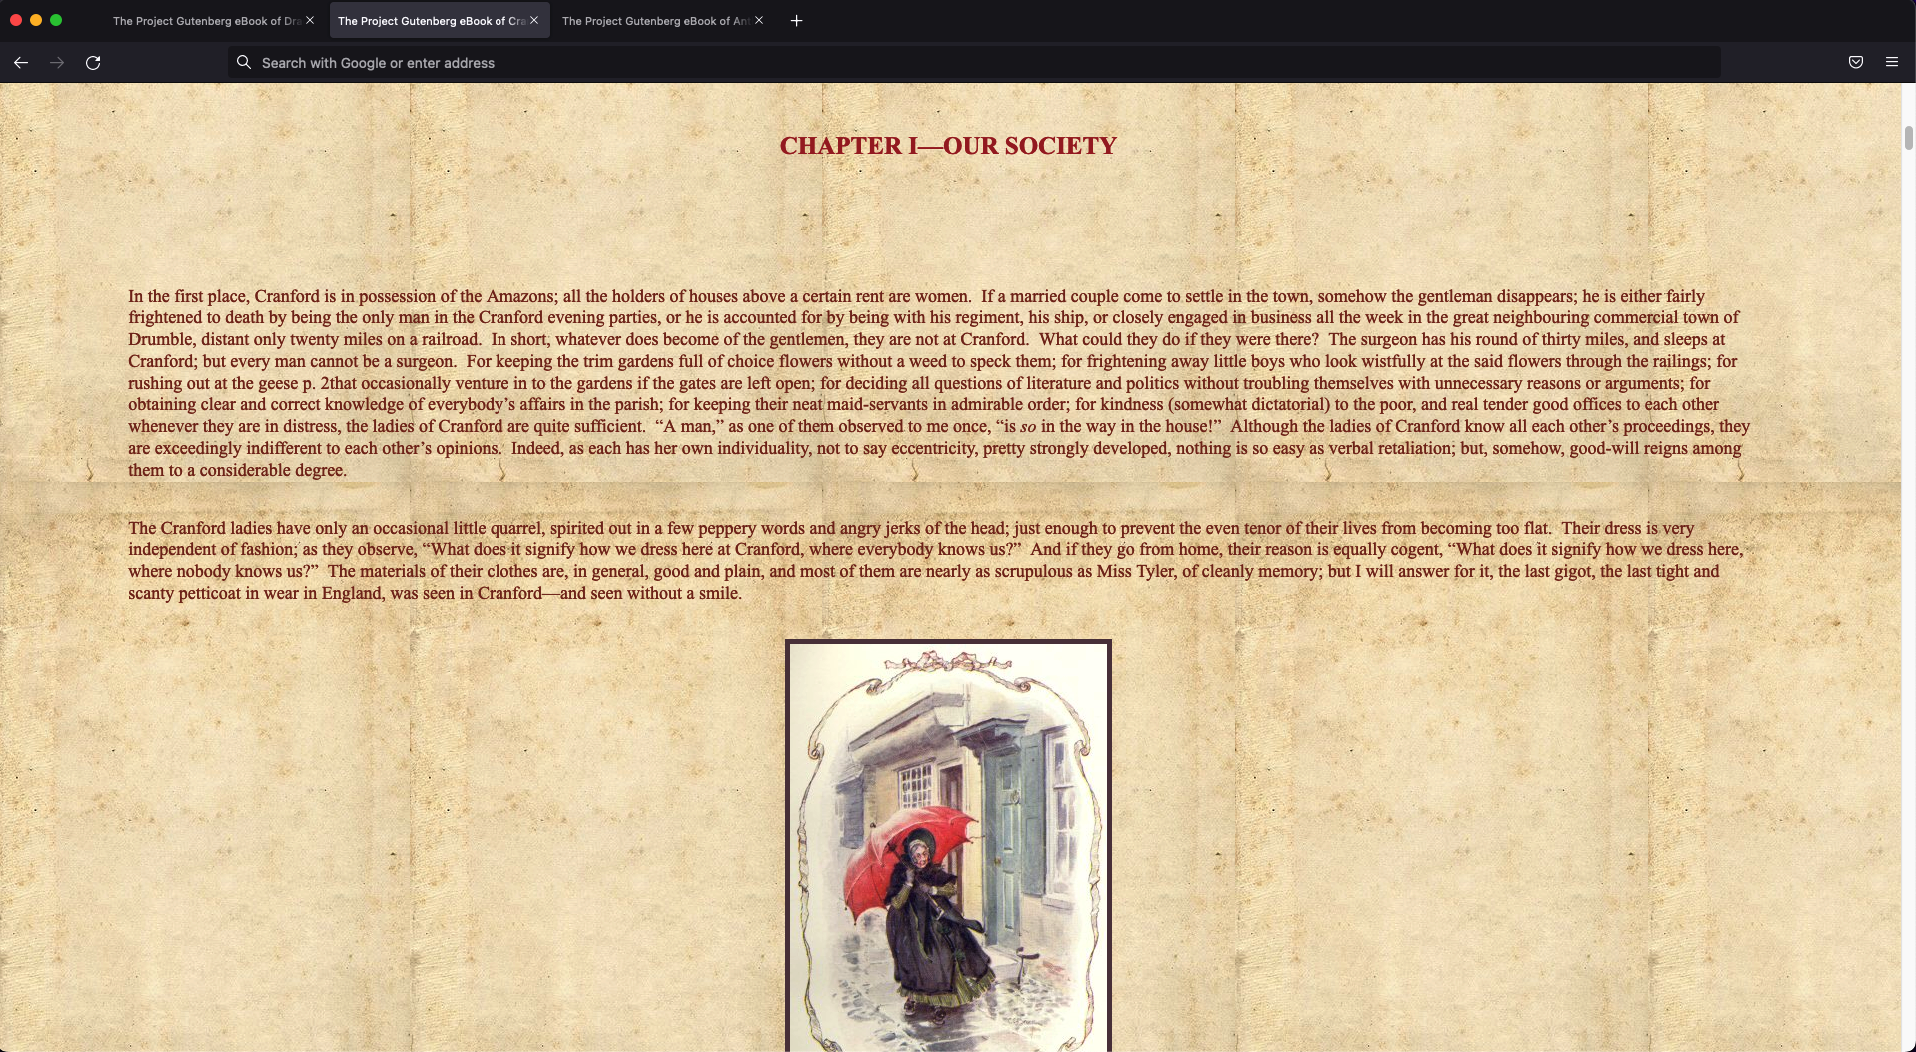 The Project Gutenberg eBook of Dra
The Project Gutenberg eBook of Cra
The Project Gutenberg eBook of Ant
Search with Google or enter address
CHAPTER I—OUR SOCIETY
In the first place, Cranford is in possession of the Amazons; all the holders of houses above a certain rent are women.  If a married couple come to settle in the town, somehow the gentleman disappears; he is either fairly
frightened to death by being the only man in the Cranford evening parties, or he is accounted for by being with his regiment, his ship, or closely engaged in business all the week in the great neighbouring commercial town of
Drumble, distant only twenty miles on a railroad.  In short, whatever does become of the gentlemen, they are not at Cranford.  What could they do if they were there?  The surgeon has his round of thirty miles, and sleeps at
Cranford; but every man cannot be a surgeon.  For keeping the trim gardens full of choice flowers without a weed to speck them; for frightening away little boys who look wistfully at the said flowers through the railings; for
rushing out at the geese p. 2that occasionally venture in to the gardens if the gates are left open; for deciding all questions of literature and politics without troubling themselves with unnecessary reasons or arguments; for
obtaining clear and correct knowledge of everybody’s affairs in the parish; for keeping their neat maid-servants in admirable order; for kindness (somewhat dictatorial) to the poor, and real tender good offices to each other
whenever they are in distress, the ladies of Cranford are quite sufficient.  “A man,” as one of them observed to me once, “is so in the way in the house!”  Although the ladies of Cranford know all each other’s proceedings, they
are exceedingly indifferent to each other’s opinions.  Indeed, as each has her own individuality, not to say eccentricity, pretty strongly developed, nothing is so easy as verbal retaliation; but, somehow, good-will reigns among
them to a considerable degree.
The Cranford ladies have only an occasional little quarrel, spirited out in a few peppery words and angry jerks of the head; just enough to prevent the even tenor of their lives from becoming too flat.  Their dress is very
independent of fashion; as they observe, “What does it signify how we dress here at Cranford, where everybody knows us?”  And if they go from home, their reason is equally cogent, “What does it signify how we dress here,
where nobody knows us?”  The materials of their clothes are, in general, good and plain, and most of them are nearly as scrupulous as Miss Tyler, of cleanly memory; but I will answer for it, the last gigot, the last tight and
scanty petticoat in wear in England, was seen in Cranford—and seen without a smile.